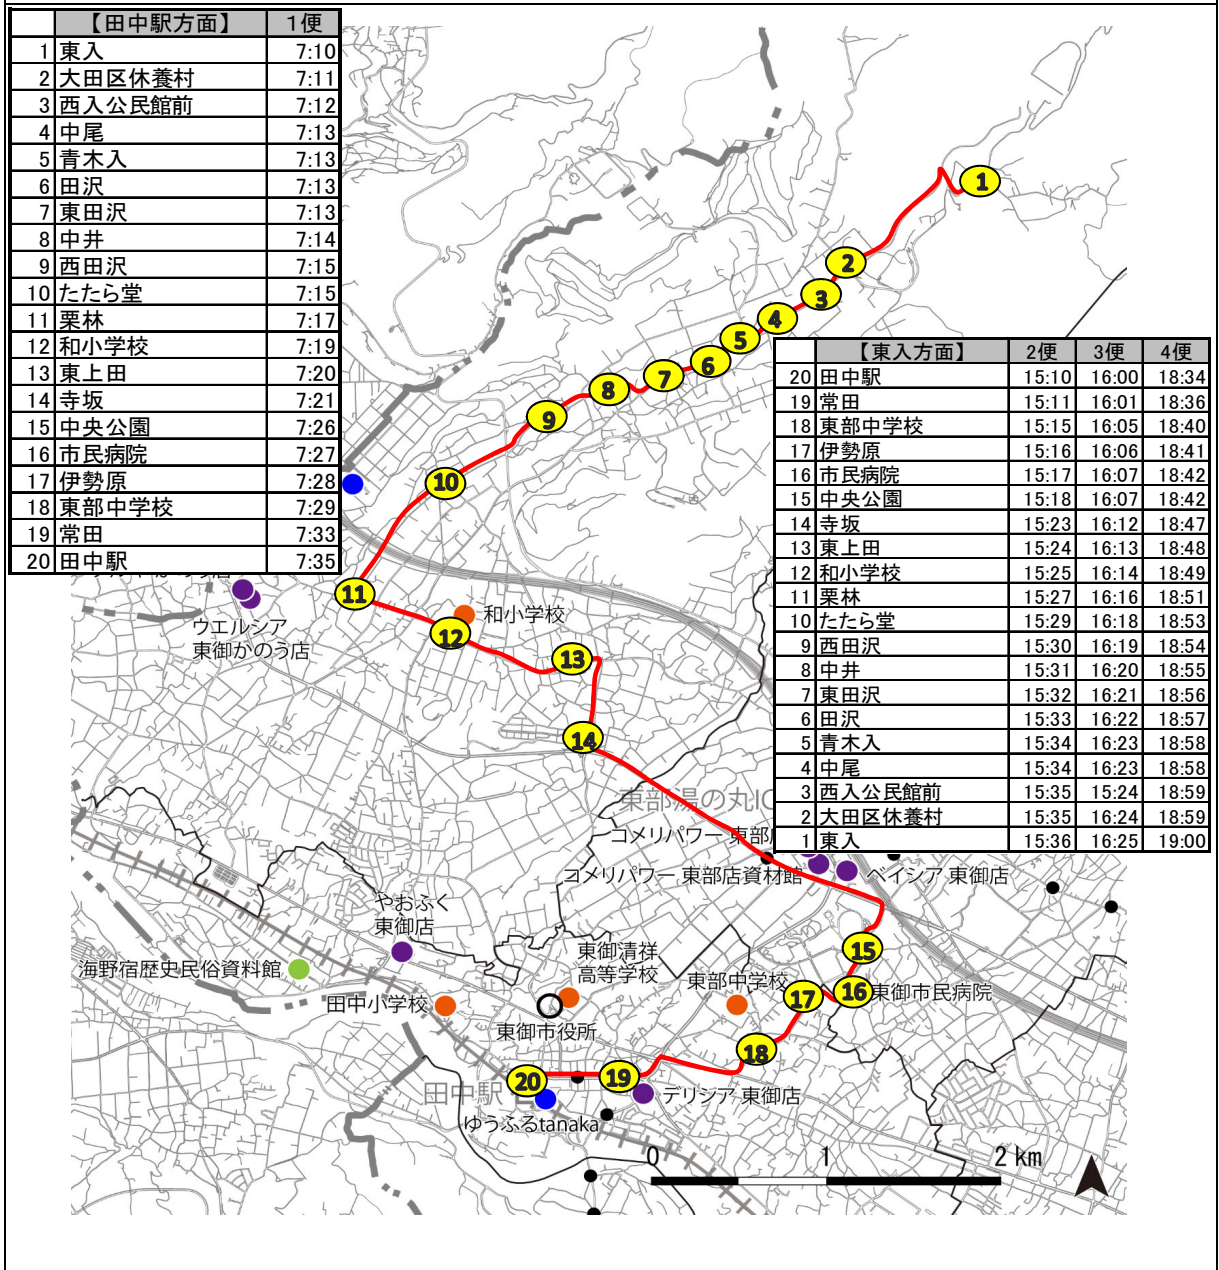 【田中駅方面】 1便
1 東入 7:10
2 大田区休養村 7:11
3 西入公民館前 7:12
4 中尾 7:13
5 青木入 7:13
6 田沢 7:13
7 東田沢 7:13
8 中井 7:14
9 西田沢 7:15
10 たたら堂 7:15
11 栗林 7:17
12 和小学校 7:19
13 東上田 7:20
14 寺坂 7:21
15 中央公園 7:26
16 市民病院 7:27
17 伊勢原 7:28
18 東部中学校 7:29
19 常田 7:33
20 田中駅 7:35
【東入方面】 2便 3便 4便
20 田中駅 15:10 16:00 18:34
19 常田 15:11 16:01 18:36
18 東部中学校 15:15 16:05 18:40
17 伊勢原 15:16 16:06 18:41
16 市民病院 15:17 16:07 18:42
15 中央公園 15:18 16:07 18:42
14 寺坂 15:23 16:12 18:47
13 東上田 15:24 16:13 18:48
12 和小学校 15:25 16:14 18:49
11 栗林 15:27 16:16 18:51
10 たたら堂 15:29 16:18 18:53
9 西田沢 15:30 16:19 18:54
8 中井 15:31 16:20 18:55
7 東田沢 15:32 16:21 18:56
6 田沢 15:33 16:22 18:57
5 青木入 15:34 16:23 18:58
4 中尾 15:34 16:23 18:58
3 西入公民館前 15:35 15:24 18:59
2 大田区休養村 15:35 16:24 18:59
1 東入 15:36 16:25 19:00
1
2
3
4
5
6
7
8
9
10
11
12
和小学校
ウエルシア
東御かのう店
13
14
東部湯の丸IC
コメリパワー 東部
コメリパワー 東部店資材館
ベイシア 東御店
やおふく
東御店
東御清祥
高等学校
15
海野宿歴史民俗資料館
東部中学校
16
東御市民病院
17
田中小学校
東御市役所
18
19
20
田中駅
デリシア 東御店
ゆうふるtanaka
0 1 2 km